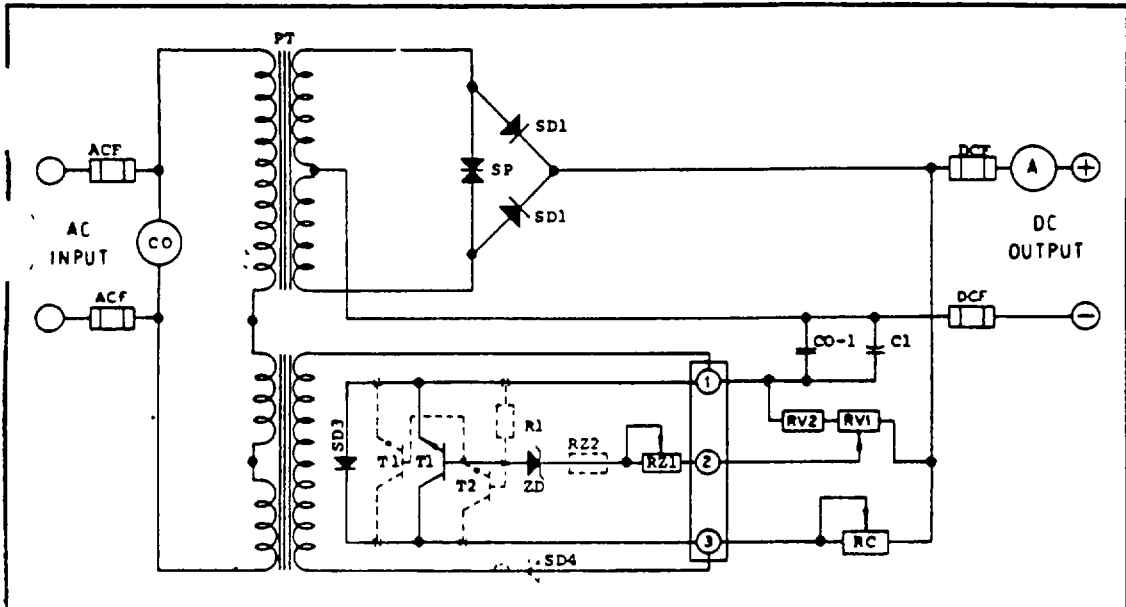 PT
ACF
AC
INPUT
CO
ACF
SD1
SP
SD1
DCF
A
+
DC
OUTPUT
DCF
−
CO-1
C1
1
SD3
T1
T1
T2
R1
ZD
RZ2
RZ1
2
RV2
RV1
3
RC
SD4